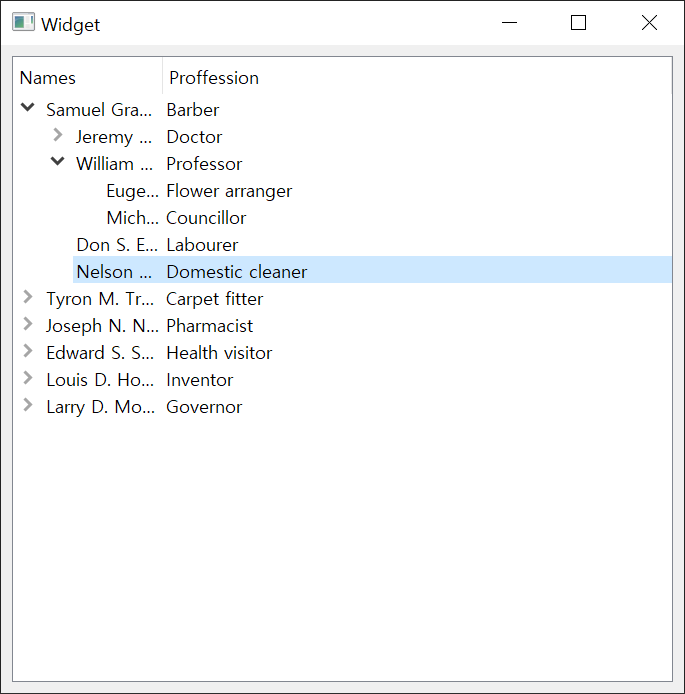 Widget
Names Proffession
Samuel Gra... Barber
Jeremy ... Doctor
William ... Professor
Euge... Flower arranger
Mich... Councillor
Don S. E... Labourer
Nelson ... Domestic cleaner
Tyron M. Tr... Carpet fitter
Joseph N. N... Pharmacist
Edward S. S... Health visitor
Louis D. Ho... Inventor
Larry D. Mo... Governor